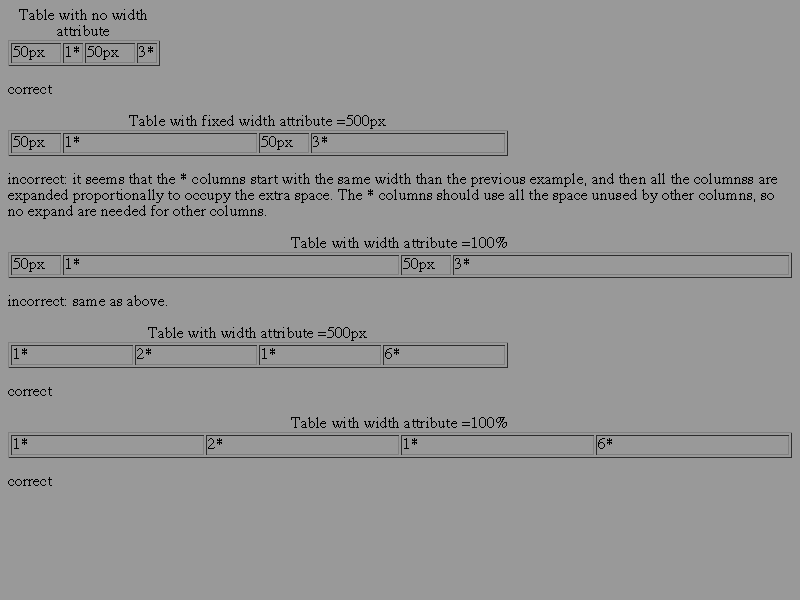 Table with no width
attribute
50px 1* 50px 3*
correct
Table with fixed width attribute =500px
50px 1* 50px 3*
incorrect: it seems that the * columns start with the same width than the previous example, and then all the columnss are
expanded proportionally to occupy the extra space. The * columns should use all the space unused by other columns, so
no expand are needed for other columns.
Table with width attribute =100%
50px 1* 50px 3*
incorrect: same as above.
Table with width attribute =500px
1* 2* 1* 6*
correct
Table with width attribute =100%
1* 2* 1* 6*
correct